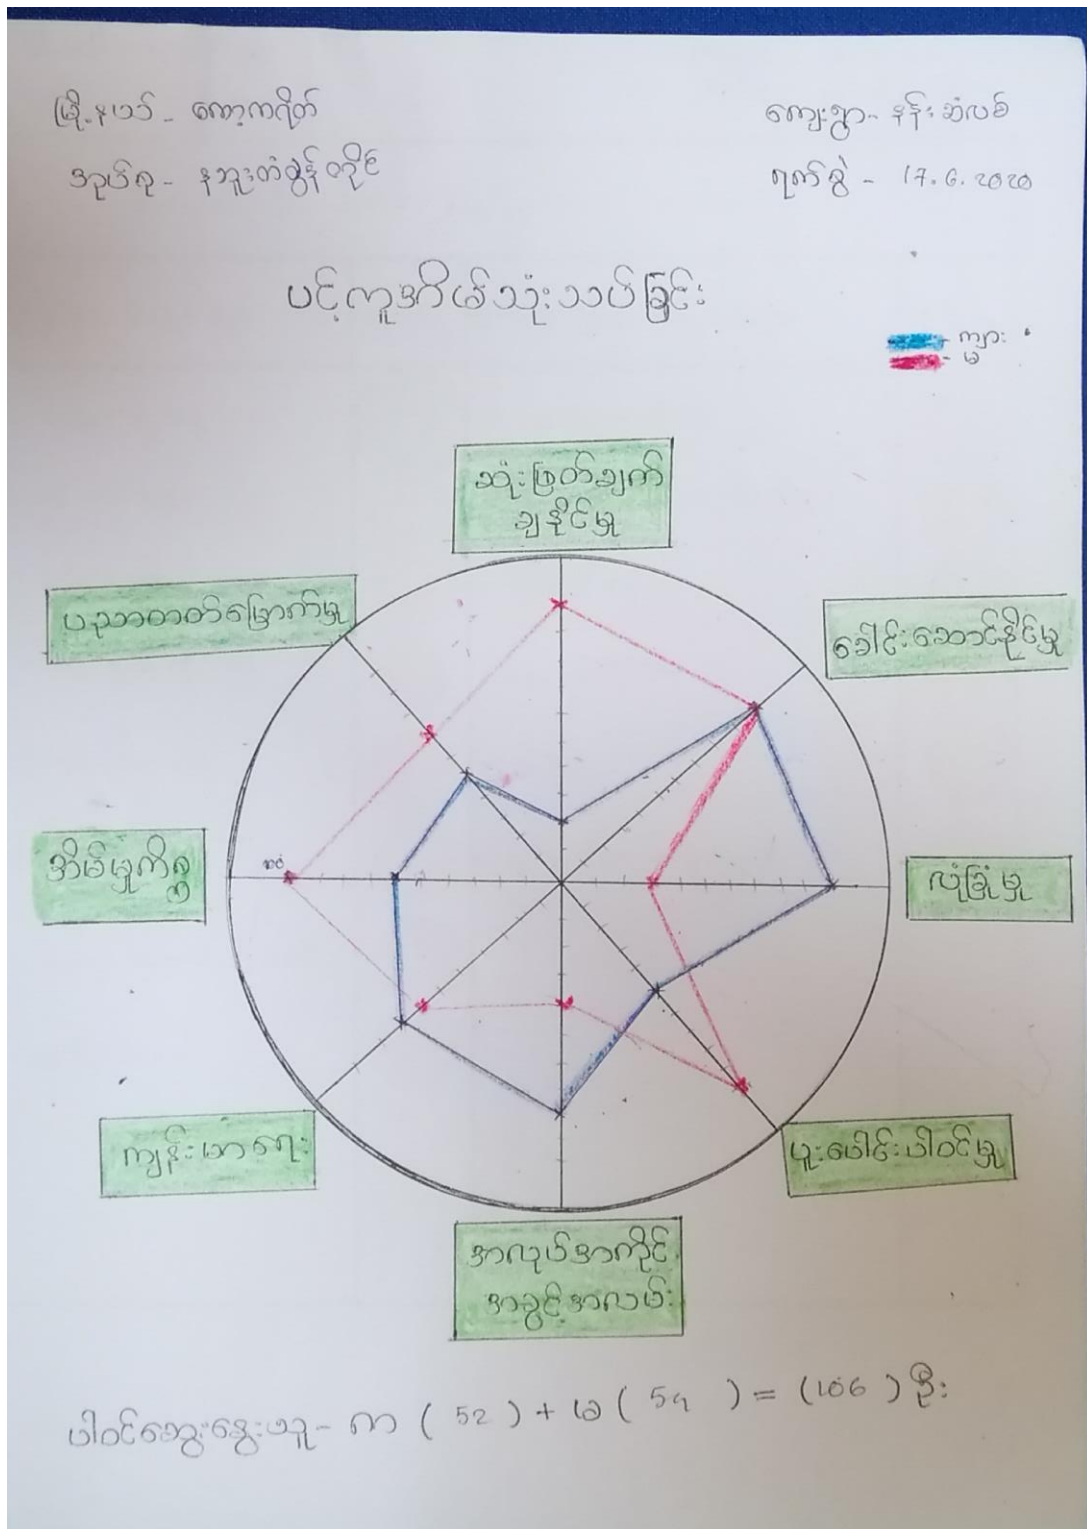 မြို့နယ် - ကော့ကရိတ်
ကျေးရွာ - နန်းဆံလစ်
အုပ်စု - နဘူးတံခွန်တိုင်
ရက်စွဲ - 17.6.2020
ပင့်ကူအိမ်သုံးသပ်ခြင်း
ကျား
မ
ဆုံးဖြတ်ချက်
ချနိုင်မှု
ပညာတတ်မြောက်မှု
ခေါင်းဆောင်နိုင်မှု
အိမ်မှုကိစ္စ
လုံခြုံမှု
ကျန်းမာရေး
ပူးပေါင်းပါဝင်မှု
အလုပ်အကိုင်
အခွင့်အလမ်း
ပါဝင်ဆွေးနွေးသူ - ကာ ( 52 ) + မ ( 54 ) = ( 106 ) ဦး